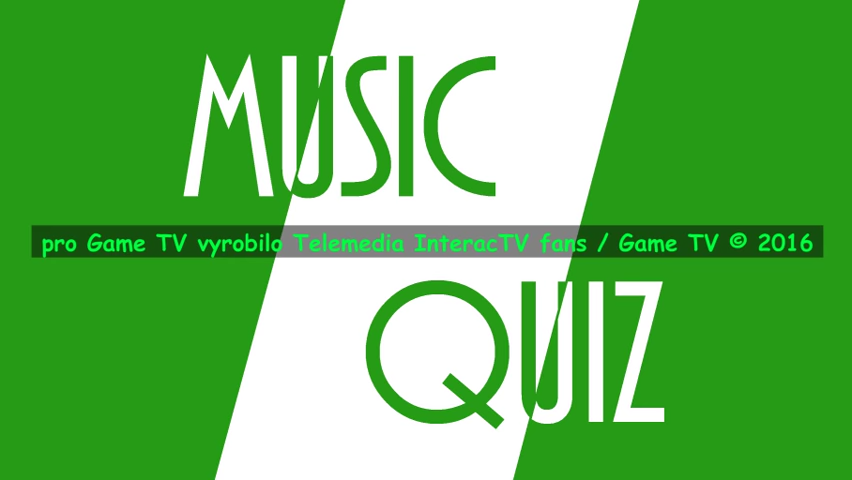 MUSIC
pro Game TV vyrobilo Telemedia InteracTV fans / Game TV © 2016
QUIZ